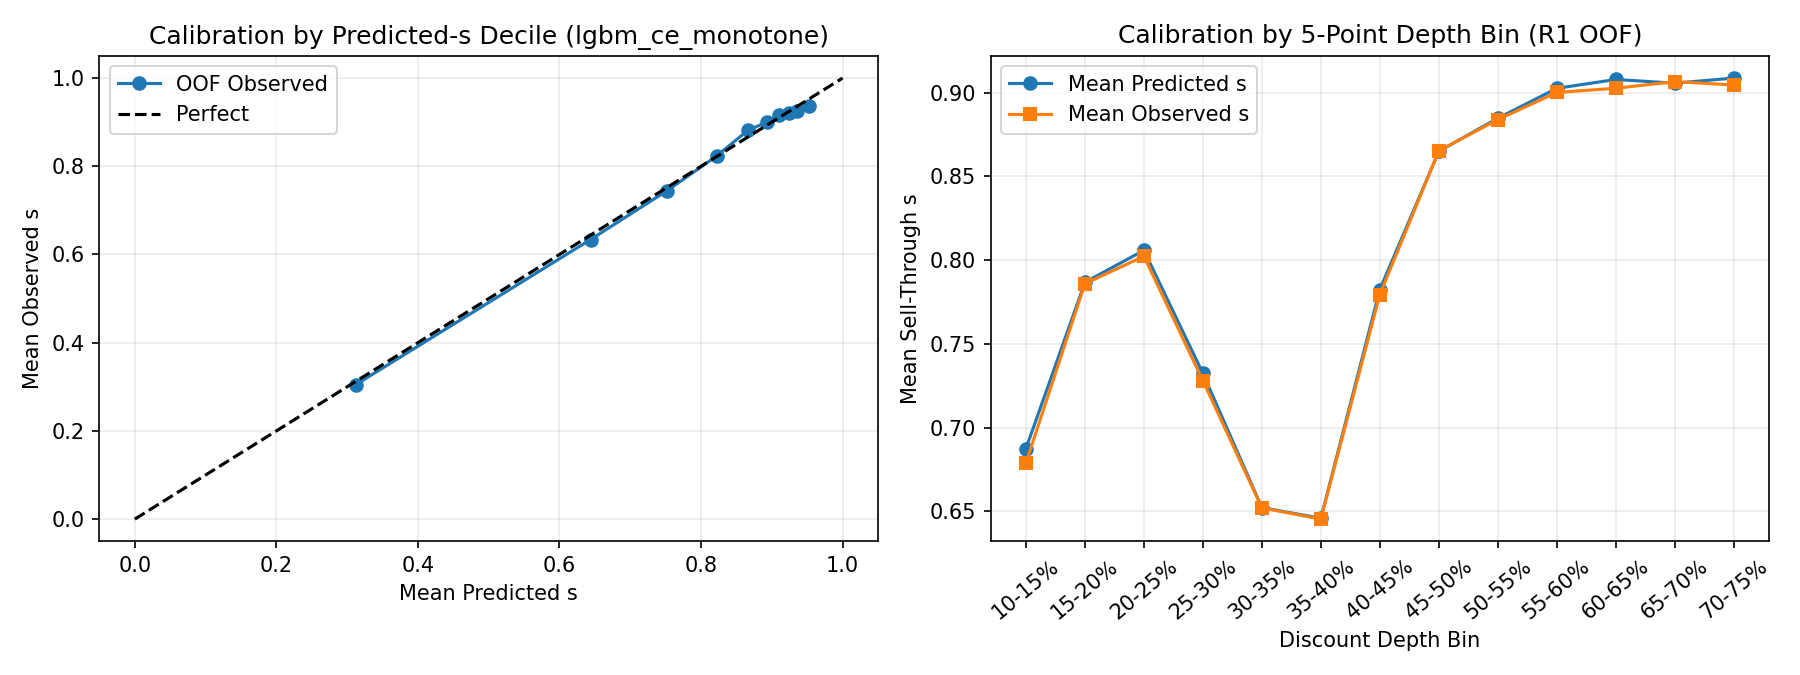 Calibration by Predicted-s Decile (lgbm_ce_monotone)
OOF Observed
Perfect
Mean Observed s
1.0
0.8
0.6
0.4
0.2
0.0
0.0 0.2 0.4 0.6 0.8 1.0
Mean Predicted s
Calibration by 5-Point Depth Bin (R1 OOF)
Mean Predicted s
Mean Observed s
Mean Sell-Through s
0.90
0.85
0.80
0.75
0.70
0.65
10-15% 15-20% 20-25% 25-30% 30-35% 35-40% 40-45% 45-50% 50-55% 55-60% 60-65% 65-70% 70-75%
Discount Depth Bin